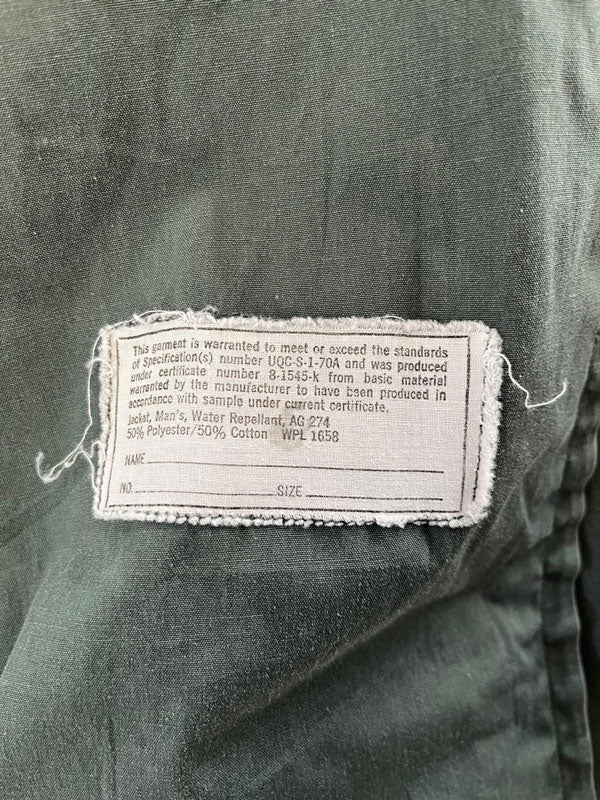 This garment is warranted to meet or exceed the standards
of Specification(s) number UQC-S-1-70A and was produced
under certificate number 8-1545-k from basic material
warranted by the manufacturer to have been produced in
accordance with sample under current certificate.
Jacket, Man's, Water Repellant, AG 274
50% Polyester/50% Cotton WPL 1658
NAME
NO. SIZE